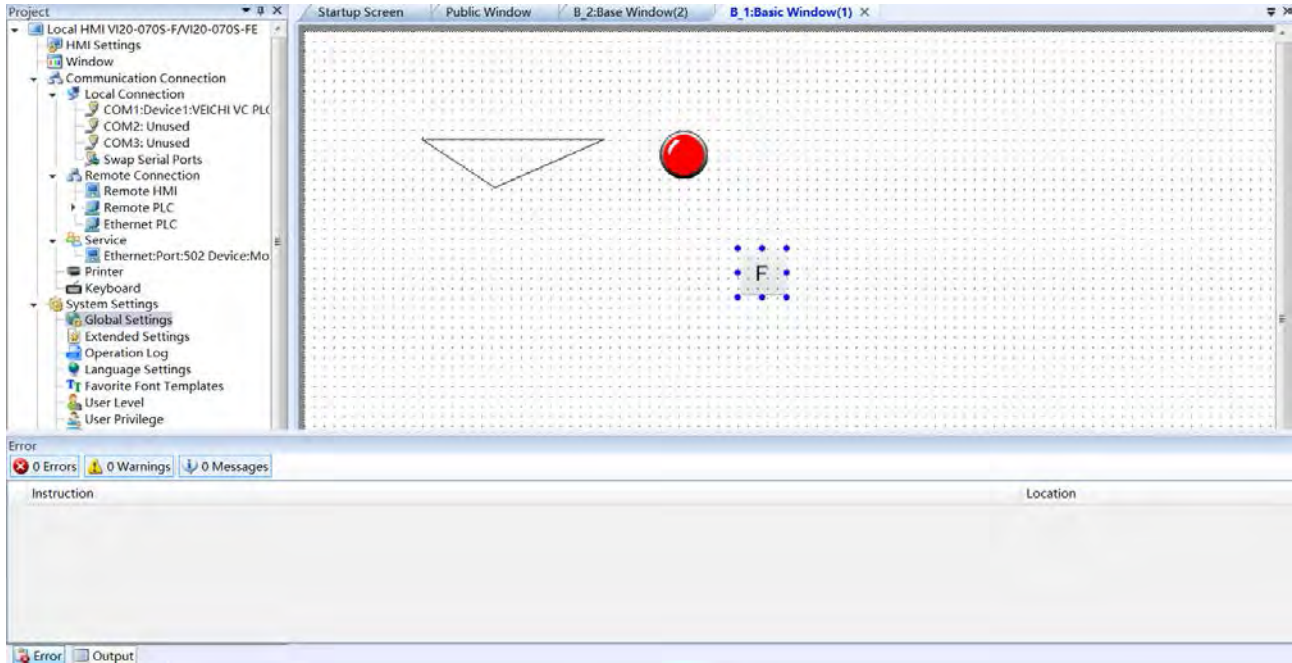 Project
Local HMI VI20-070S-F/VI20-070S-FE
HMI Settings
Window
Communication Connection
Local Connection
COM1:Device1:VEICHI VC PL
COM2: Unused
COM3: Unused
Swap Serial Ports
Remote Connection
Remote HMI
Remote PLC
Ethernet PLC
Service
Ethernet:Port:502 Device:Mo
Printer
Keyboard
System Settings
Global Settings
Extended Settings
Operation Log
Language Settings
Favorite Font Templates
User Level
User Privilege
Startup Screen
Public Window
B_2:Base Window(2)
B_1:Basic Window(1)
F
Error
0 Errors
0 Warnings
0 Messages
Instruction
Location
Error
Output